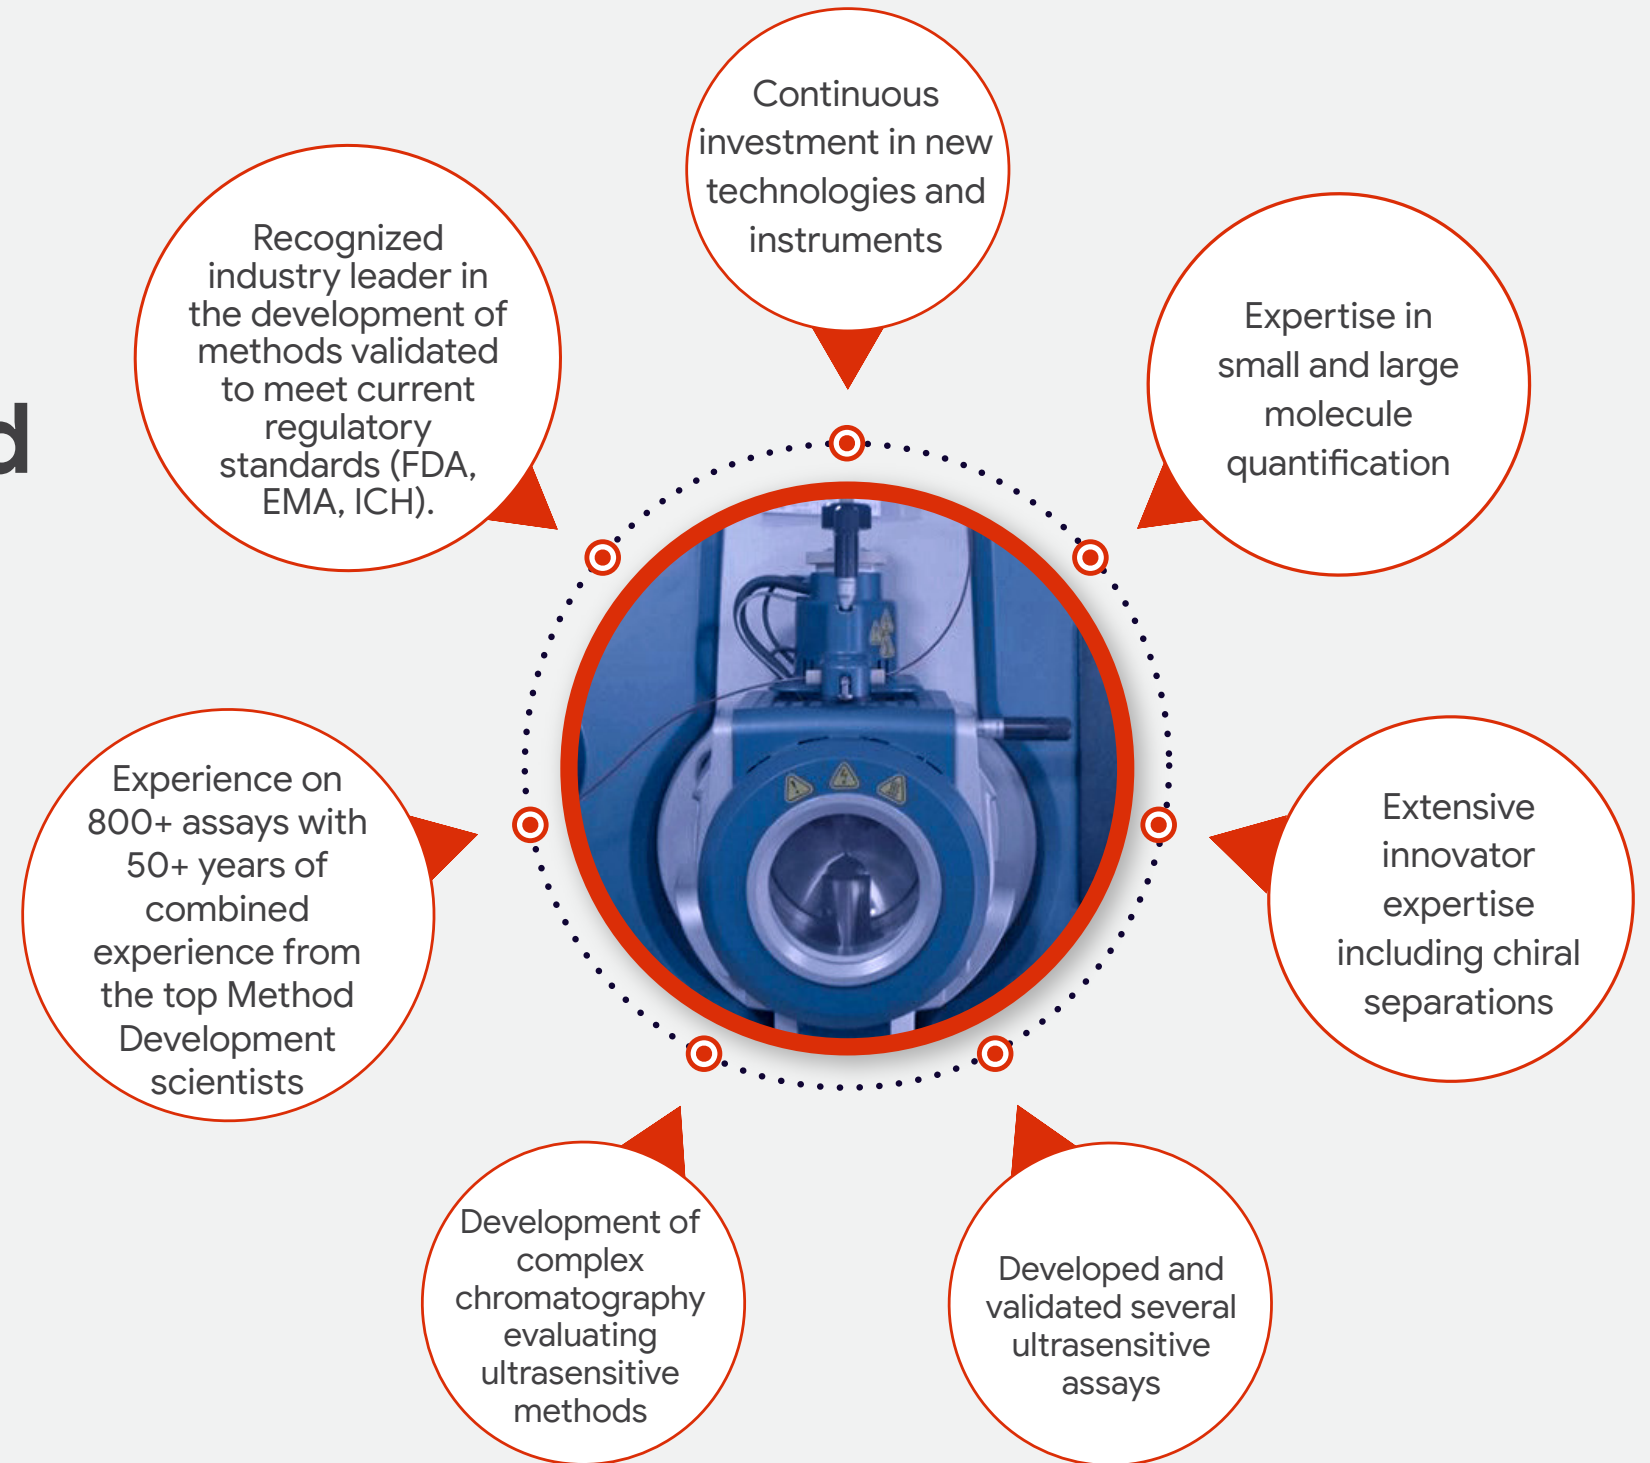 Continuous
investment in new
technologies and
instruments
Recognized
industry leader in
the development of
methods validated
to meet current
regulatory
standards (FDA,
EMA, ICH).
Expertise in
small and large
molecule
quantification
Experience on
800+ assays with
50+ years of
combined
experience from
the top Method
Development
scientists
Extensive
innovator
expertise
including chiral
separations
Development of
complex
chromatography
evaluating
ultrasensitive
methods
Developed and
validated several
ultrasensitive
assays